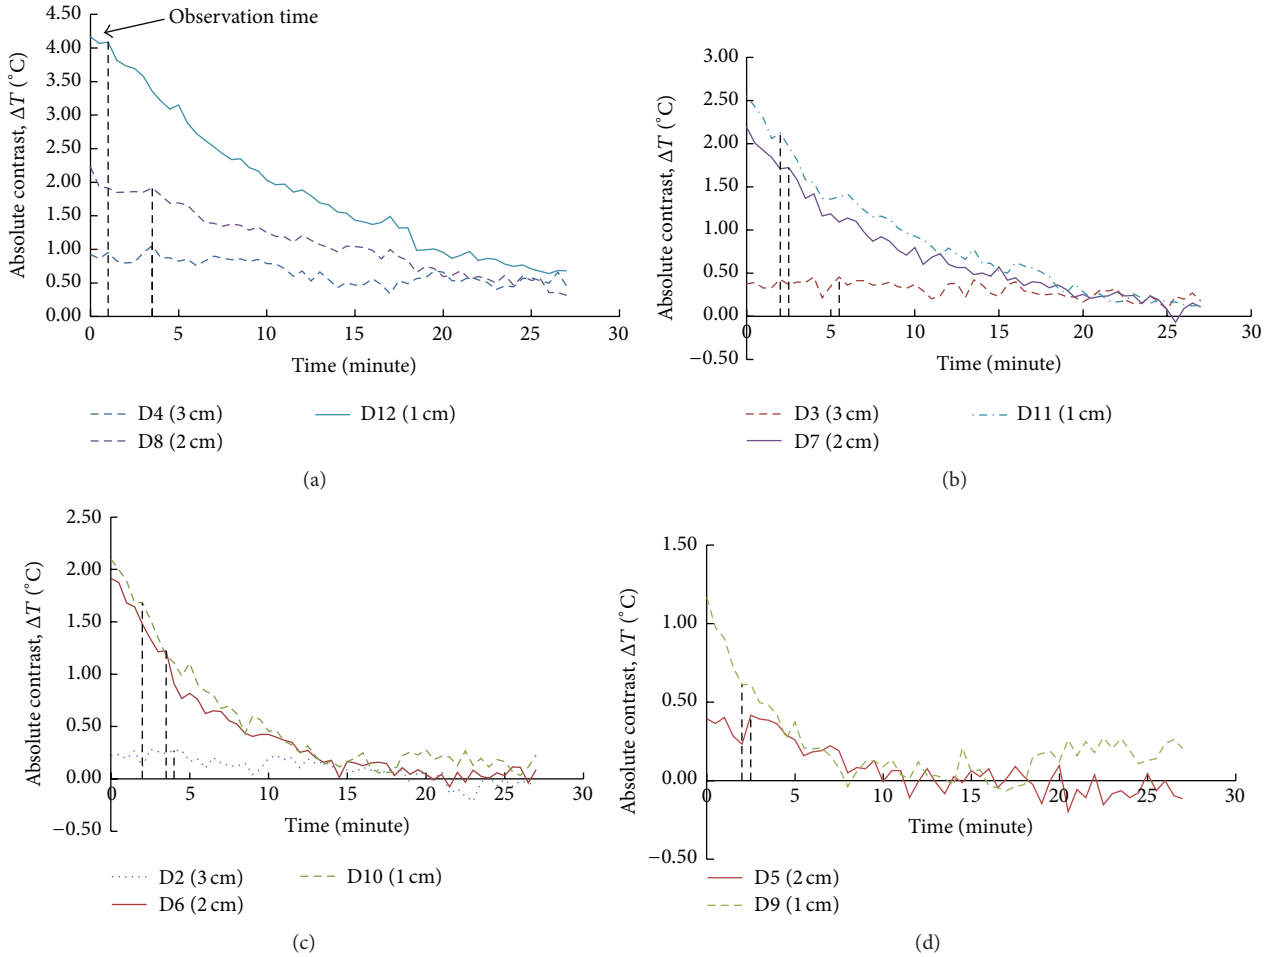 Observation time
Absolute contrast, ΔT (°C)
4.50
4.00
3.50
3.00
2.50
2.00
1.50
1.00
0.50
0.00
0 5 10 15 20 25 30
Time (minute)
D4 (3 cm) D12 (1 cm)
D8 (2 cm)
(a)
Absolute contrast, ΔT (°C)
3.00
2.50
2.00
1.50
1.00
0.50
0.00
−0.50
0 5 10 15 20 25 30
Time (minute)
D3 (3 cm) D11 (1 cm)
D7 (2 cm)
(b)
Absolute contrast, ΔT (°C)
2.50
2.00
1.50
1.00
0.50
0.00
−0.50
0 5 10 15 20 25 30
Time (minute)
D2 (3 cm) D10 (1 cm)
D6 (2 cm)
(c)
Absolute contrast, ΔT (°C)
1.50
1.00
0.50
0.00
−0.50
0 5 10 15 20 25 30
Time (minute)
D5 (2 cm)
D9 (1 cm)
(d)